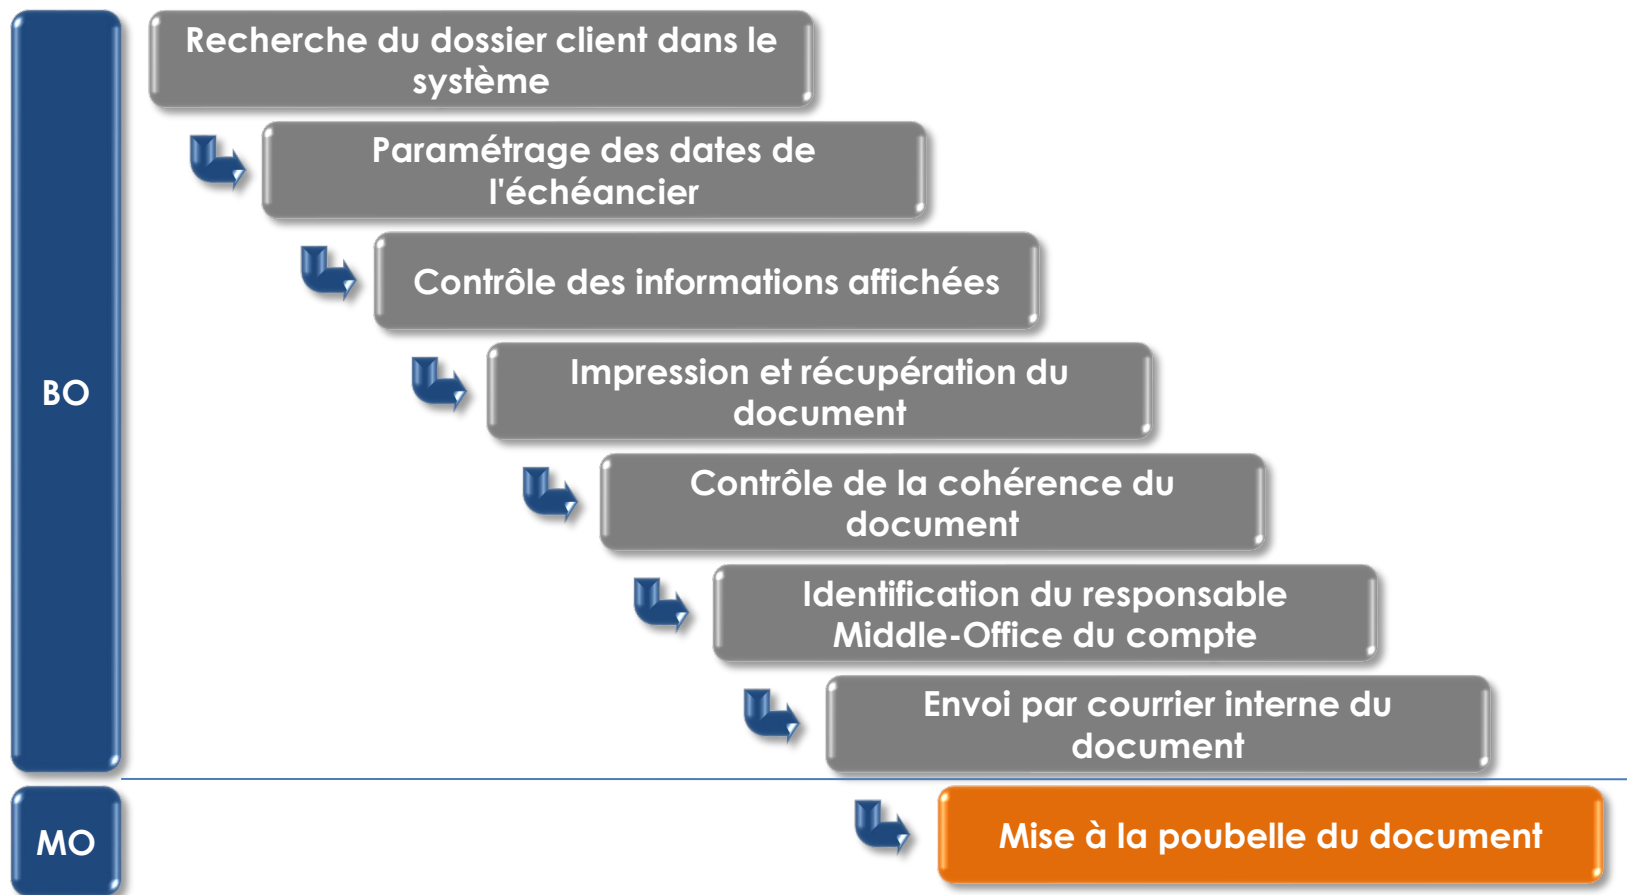 BO
Recherche du dossier client dans le
système
Paramétrage des dates de
l'échéancier
Contrôle des informations affichées
Impression et récupération du
document
Contrôle de la cohérence du
document
Identification du responsable
Middle-Office du compte
Envoi par courrier interne du
document
MO
Mise à la poubelle du document